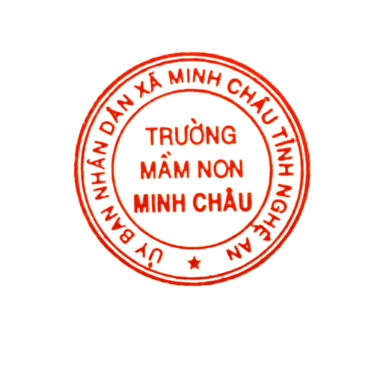 ỦY BAN NHÂN DÂN XÃ MINH CHÂU TỈNH NGHỆ AN
TRƯỜNG
MẦM NON
MINH CHÂU